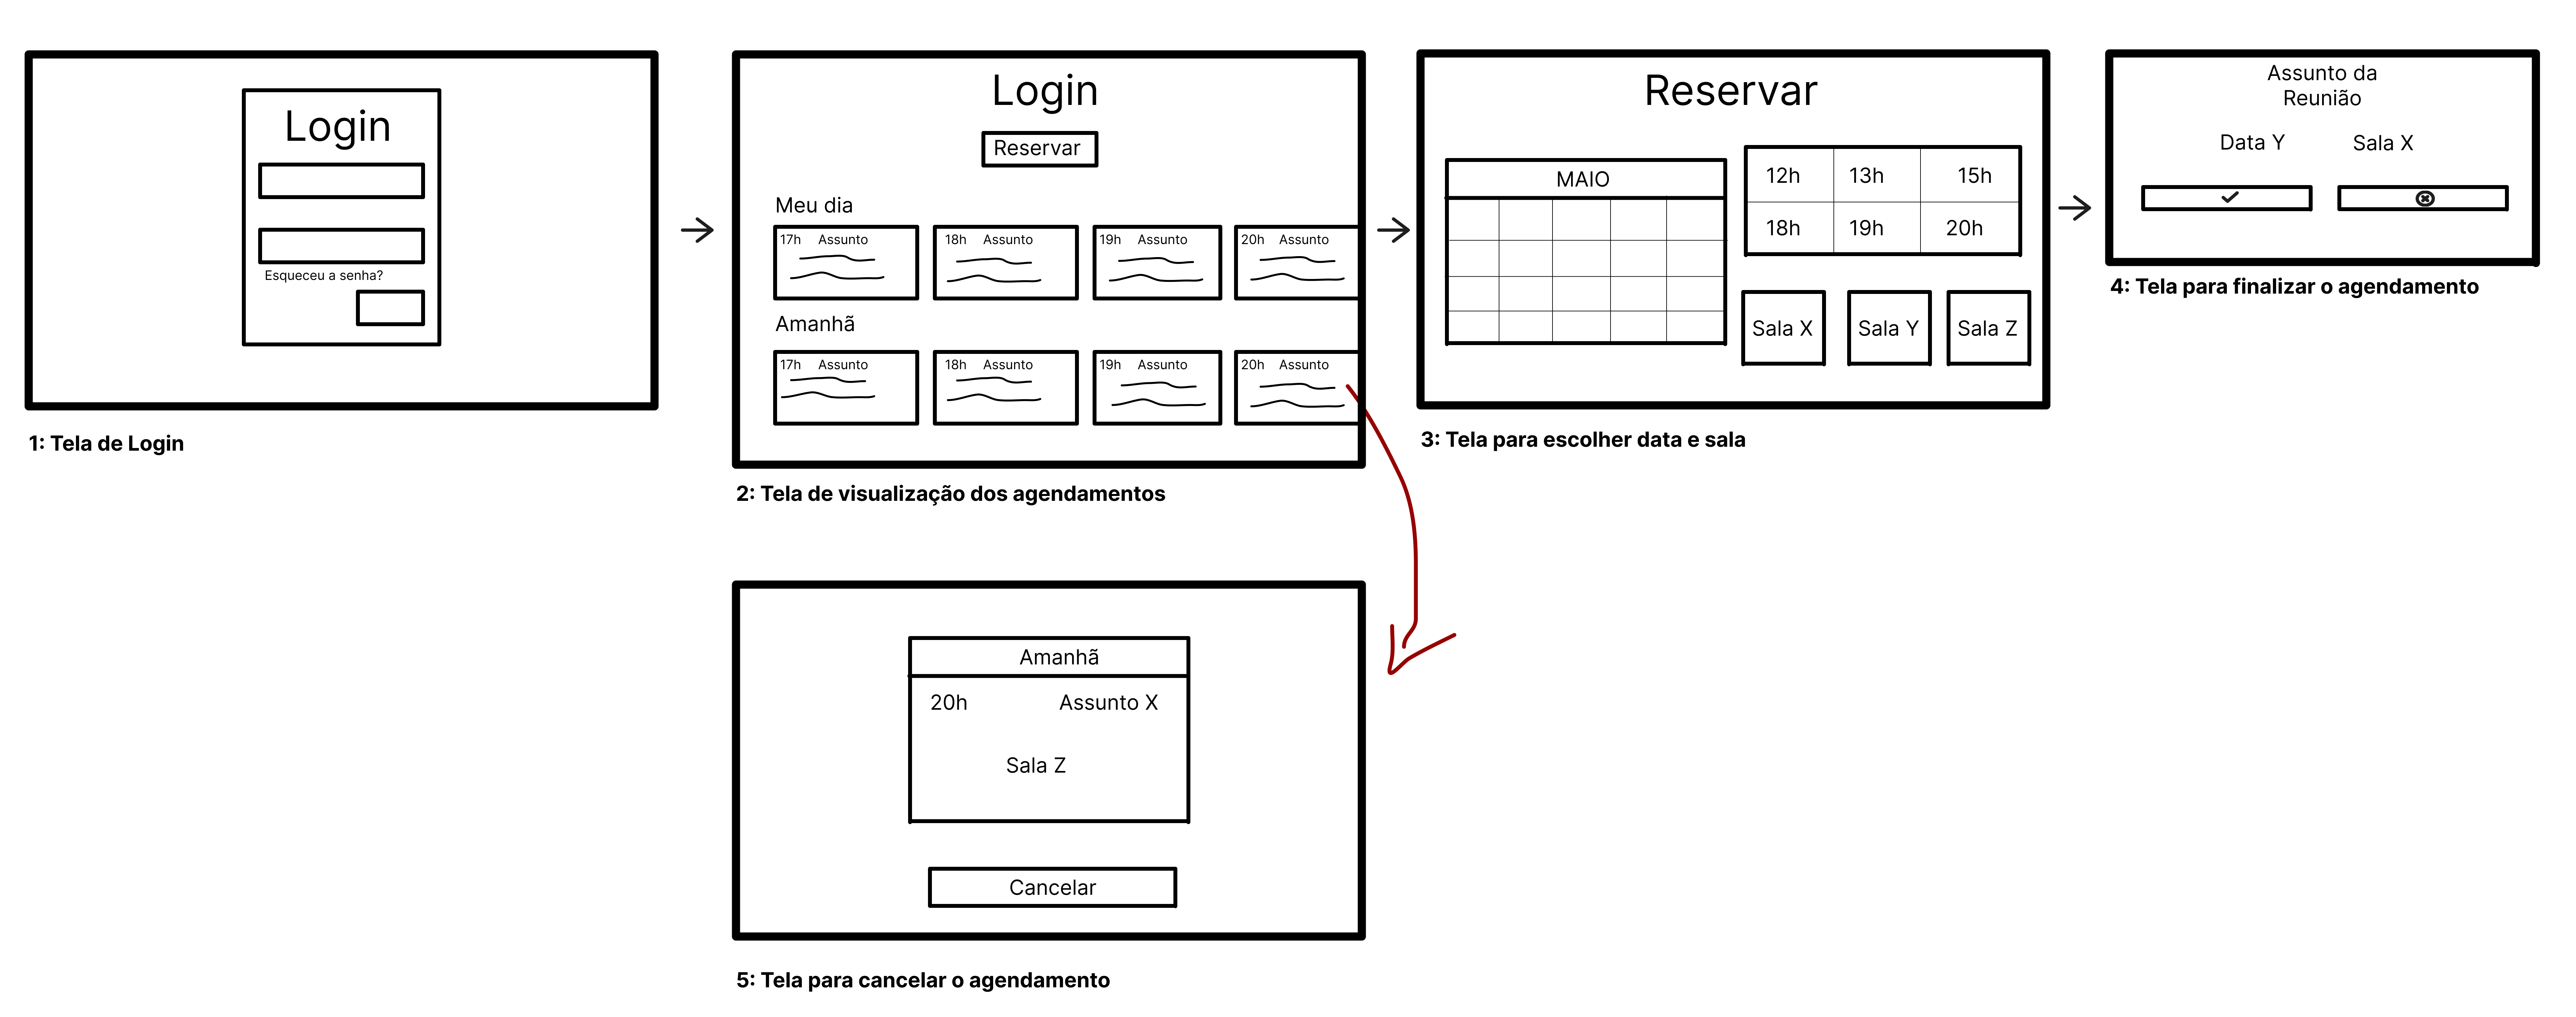 Login
Esqueceu a senha?
1: Tela de Login
Login
Reservar
Meu dia
17h Assunto
18h Assunto
19h Assunto
20h Assunto
Amanhã
17h Assunto
18h Assunto
19h Assunto
20h Assunto
2: Tela de visualização dos agendamentos
Reservar
MAIO
12h 13h 15h
18h 19h 20h
Sala X
Sala Y
Sala Z
3: Tela para escolher data e sala
Assunto da
Reunião
Data Y Sala X
4: Tela para finalizar o agendamento
Amanhã
20h Assunto X
Sala Z
Cancelar
5: Tela para cancelar o agendamento